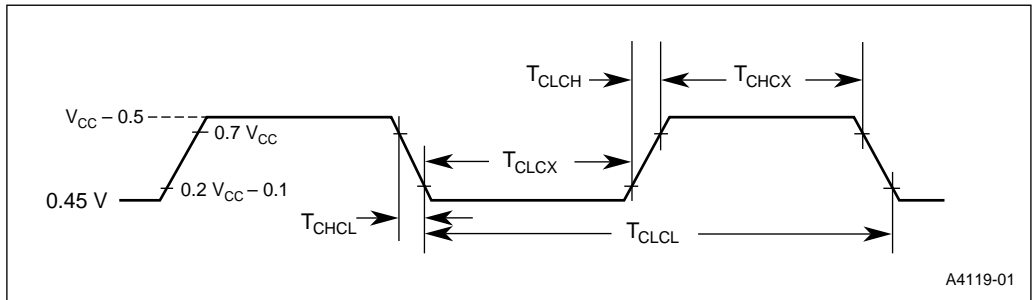 T_CLCH
T_CHCX
V_CC – 0.5
0.7 V_CC
T_CLCX
0.2 V_CC – 0.1
0.45 V
T_CHCL
T_CLCL
A4119-01